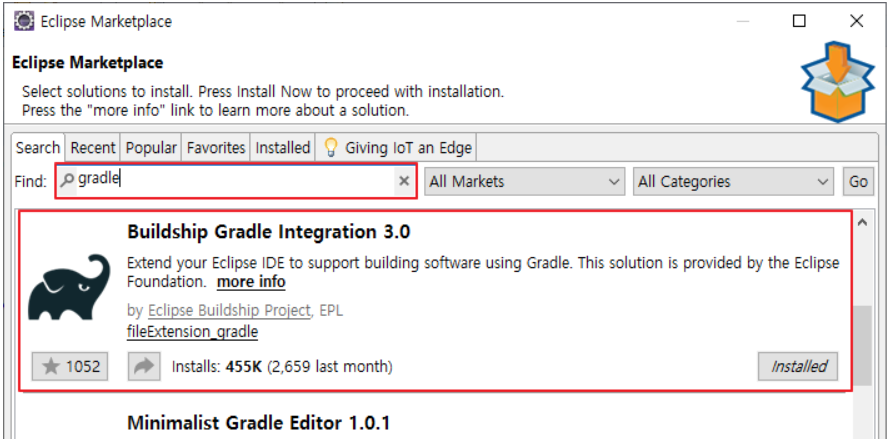 Eclipse Marketplace
Eclipse Marketplace
Select solutions to install. Press Install Now to proceed with installation.
Press the "more info" link to learn more about a solution.
Search Recent Popular Favorites Installed Giving IoT an Edge
Find: gradle All Markets All Categories Go
Buildship Gradle Integration 3.0
Extend your Eclipse IDE to support building software using Gradle. This solution is provided by the Eclipse
Foundation. more info
by Eclipse Buildship Project, EPL
fileExtension_gradle
1052 Installs: 455K (2,659 last month) Installed
Minimalist Gradle Editor 1.0.1